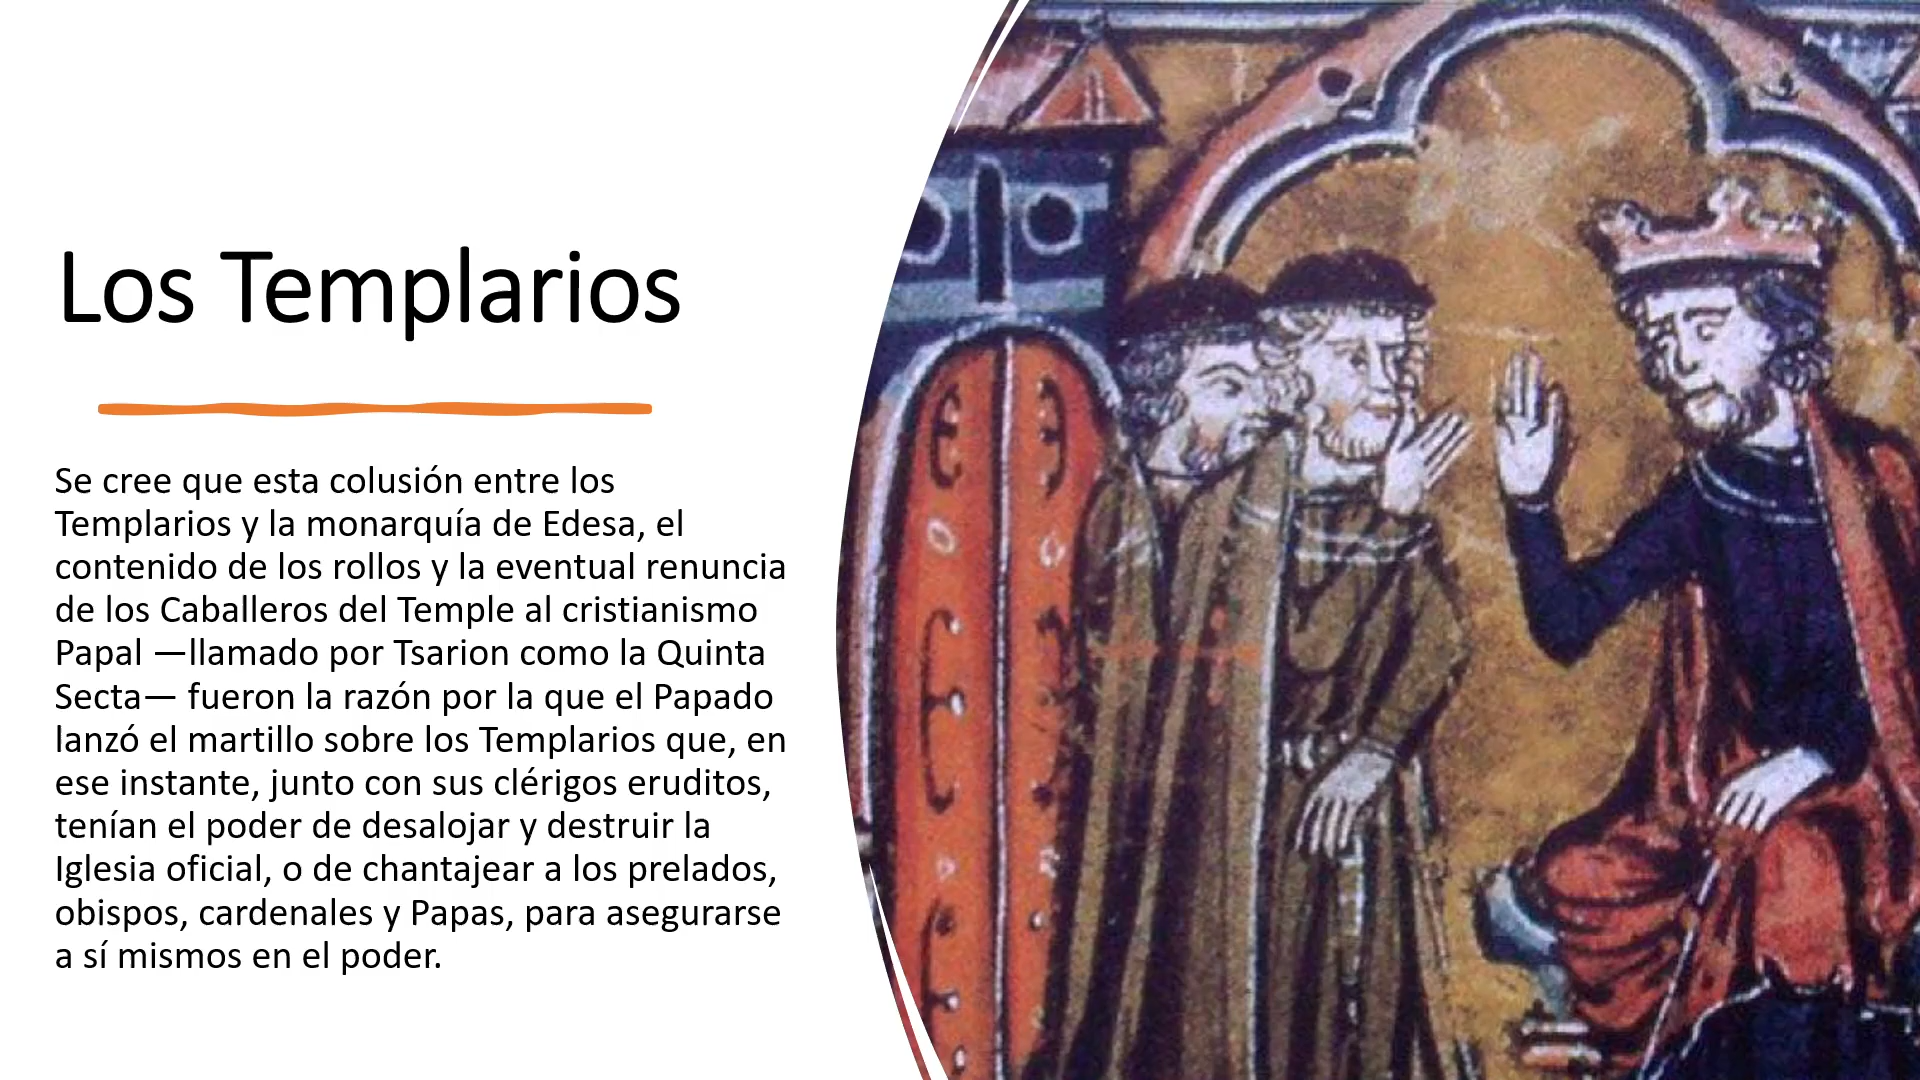 Los Templarios
Se cree que esta colusión entre los
Templarios y la monarquía de Edesa, el
contenido de los rollos y la eventual renuncia
de los Caballeros del Temple al cristianismo
Papal —llamado por Tsarion como la Quinta
Secta— fueron la razón por la que el Papado
lanzó el martillo sobre los Templarios que, en
ese instante, junto con sus clérigos eruditos,
tenían el poder de desalojar y destruir la
Iglesia oficial, o de chantajear a los prelados,
obispos, cardenales y Papas, para asegurarse
a sí mismos en el poder.